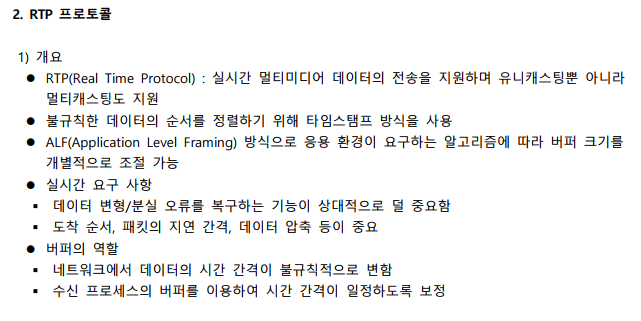 2. RTP 프로토콜
1) 개요
● RTP(Real Time Protocol) : 실시간 멀티미디어 데이터의 전송을 지원하며 유니캐스팅뿐 아니라
멀티캐스팅도 지원
● 불규칙한 데이터의 순서를 정렬하기 위해 타임스탬프 방식을 사용
● ALF(Application Level Framing) 방식으로 응용 환경이 요구하는 알고리즘에 따라 버퍼 크기를
개별적으로 조절 가능
● 실시간 요구 사항
▪ 데이터 변형/분실 오류를 복구하는 기능이 상대적으로 덜 중요함
▪ 도착 순서, 패킷의 지연 간격, 데이터 압축 등이 중요
● 버퍼의 역할
▪ 네트워크에서 데이터의 시간 간격이 불규칙적으로 변함
▪ 수신 프로세스의 버퍼를 이용하여 시간 간격이 일정하도록 보정